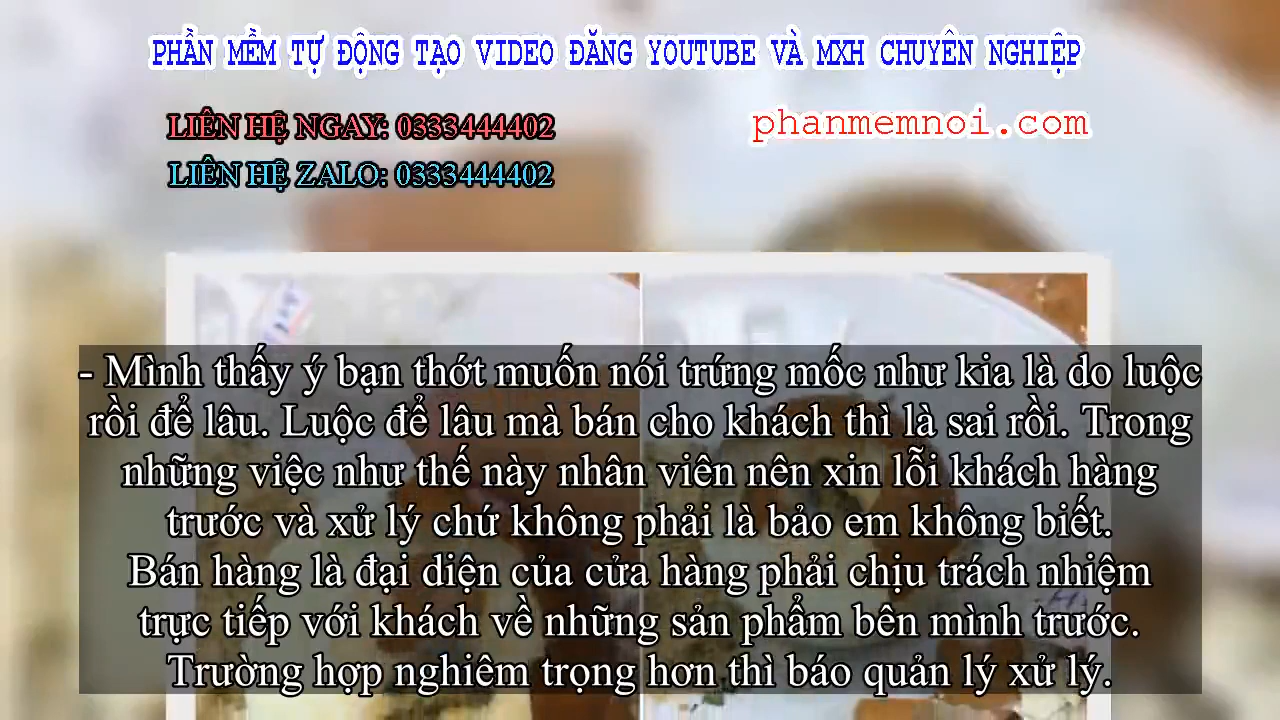 PHẦN MỀM TỰ ĐỘNG TẠO VIDEO ĐĂNG YOUTUBE VÀ MXH CHUYÊN NGHIỆP
LIÊN HỆ NGAY: 0333444402
phanmemnoi.com
LIÊN HỆ ZALO: 0333444402
- Mình thấy ý bạn thớt muốn nói trứng mốc như kia là do luộc
rồi để lâu. Luộc để lâu mà bán cho khách thì là sai rồi. Trong
những việc như thế này nhân viên nên xin lỗi khách hàng
trước và xử lý chứ không phải là bảo em không biết.
Bán hàng là đại diện của cửa hàng phải chịu trách nhiệm
trực tiếp với khách về những sản phẩm bên mình trước.
Trường hợp nghiêm trọng hơn thì báo quản lý xử lý.